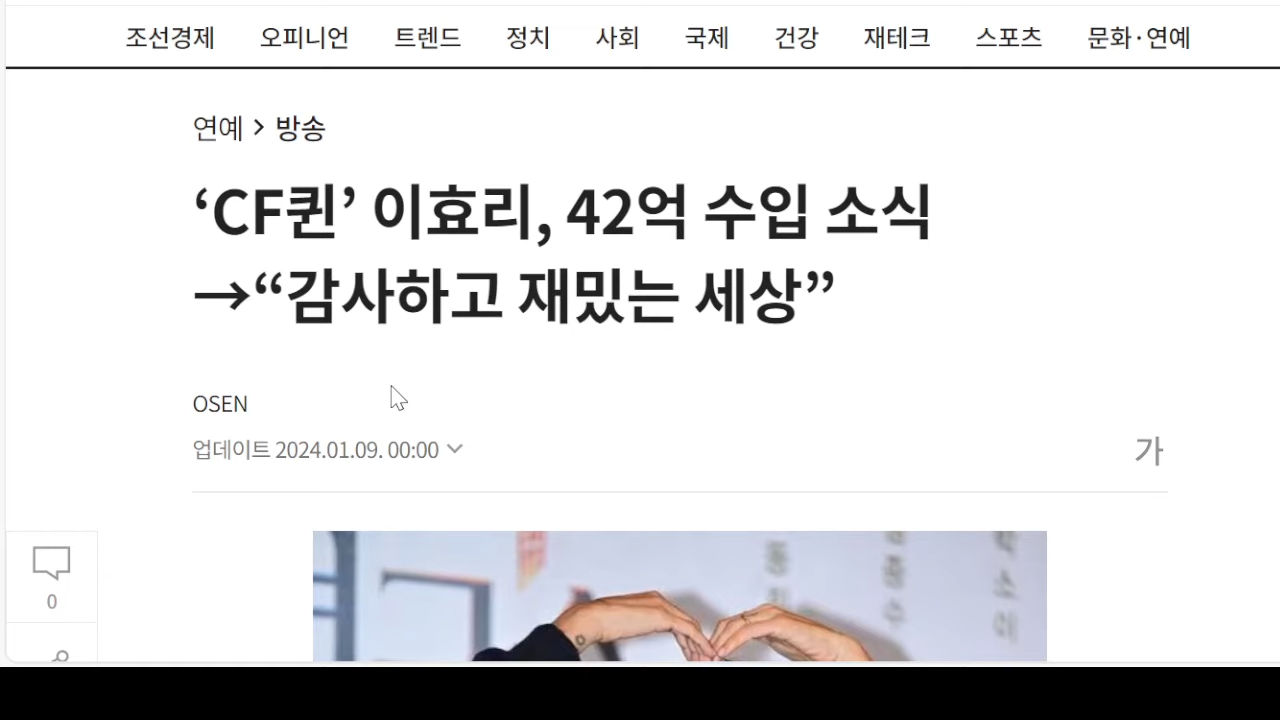 조선경제 오피니언 트렌드 정치 사회 국제 건강 재테크 스포츠 문화·연예
연예 > 방송
‘CF퀸’ 이효리, 42억 수입 소식
→“감사하고 재밌는 세상”
OSEN
업데이트 2024.01.09. 00:00
가
0